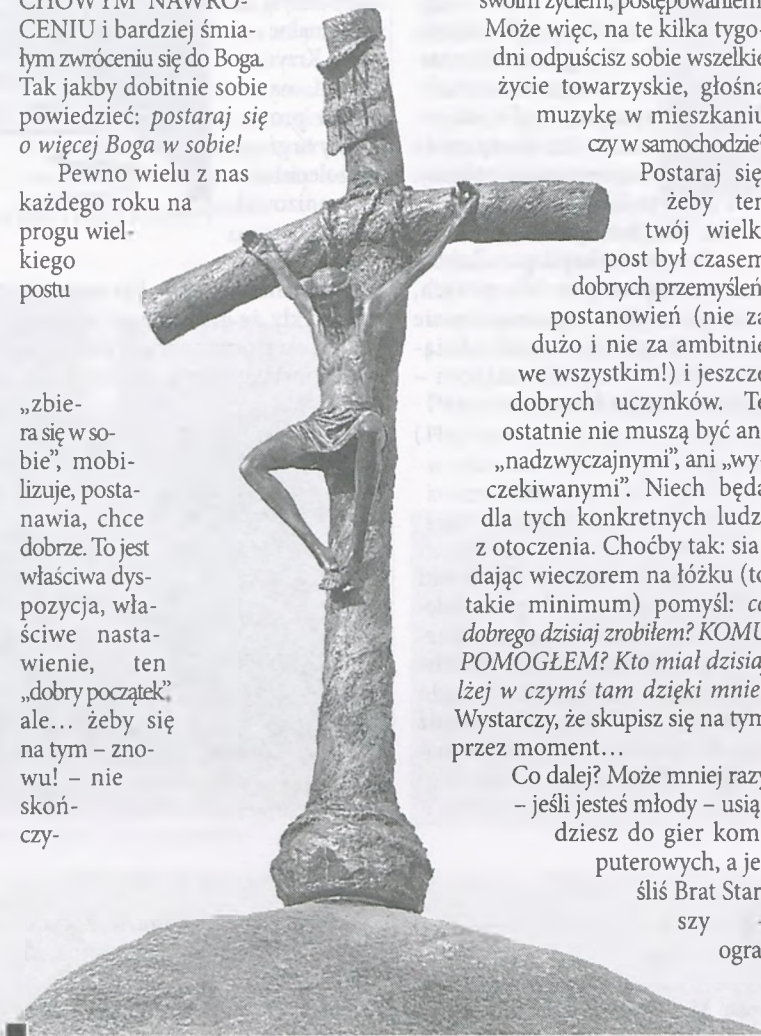 CHOWYM NAWRO-
CENIU i bardziej śmia-
łym zwróceniu się do Boga.
Tak jakby dobitnie sobie
powiedzieć: postaraj się
o więcej Boga w sobie!
Pewno wielu z nas
każdego roku na
progu wiel-
kiego
postu
„zbie-
ra się w so-
bie”, mobi-
lizuje, posta-
nawia, chce
dobrze. To jest
właściwa dys-
pozycja, wła-
ściwe nasta-
wienie, ten
„dobry początek”,
ale… żeby się
na tym – zno-
wu! – nie
skoń-
czy-
swoim życiem, postępowaniem
Może więc, na te kilka tygo-
dni odpuścisz sobie wszelkie
życie towarzyskie, głośną
muzykę w mieszkaniu
czy w samochodzie?
Postaraj się,
żeby ten
twój wielk
post był czasem
dobrych przemyśleń,
postanowień (nie za
dużo i nie za ambitnie
we wszystkim!) i jeszcze
dobrych uczynków. Te
ostatnie nie muszą być an
„nadzwyczajnymi”, ani „wy-
czekiwanymi”. Niech będą
dla tych konkretnych ludz
z otoczenia. Choćby tak: sia-
dając wieczorem na łóżku (to
takie minimum) pomyśl: co
dobrego dzisiaj zrobiłem? KOMU
POMOGŁEM? Kto miał dzisia
lżej w czymś tam dzięki mnie
Wystarczy, że skupisz się na tym
przez moment…
Co dalej? Może mniej razy
– jeśli jesteś młody – usią
dziesz do gier kom
puterowych, a je
śliś Brat Star
szy -
ogra